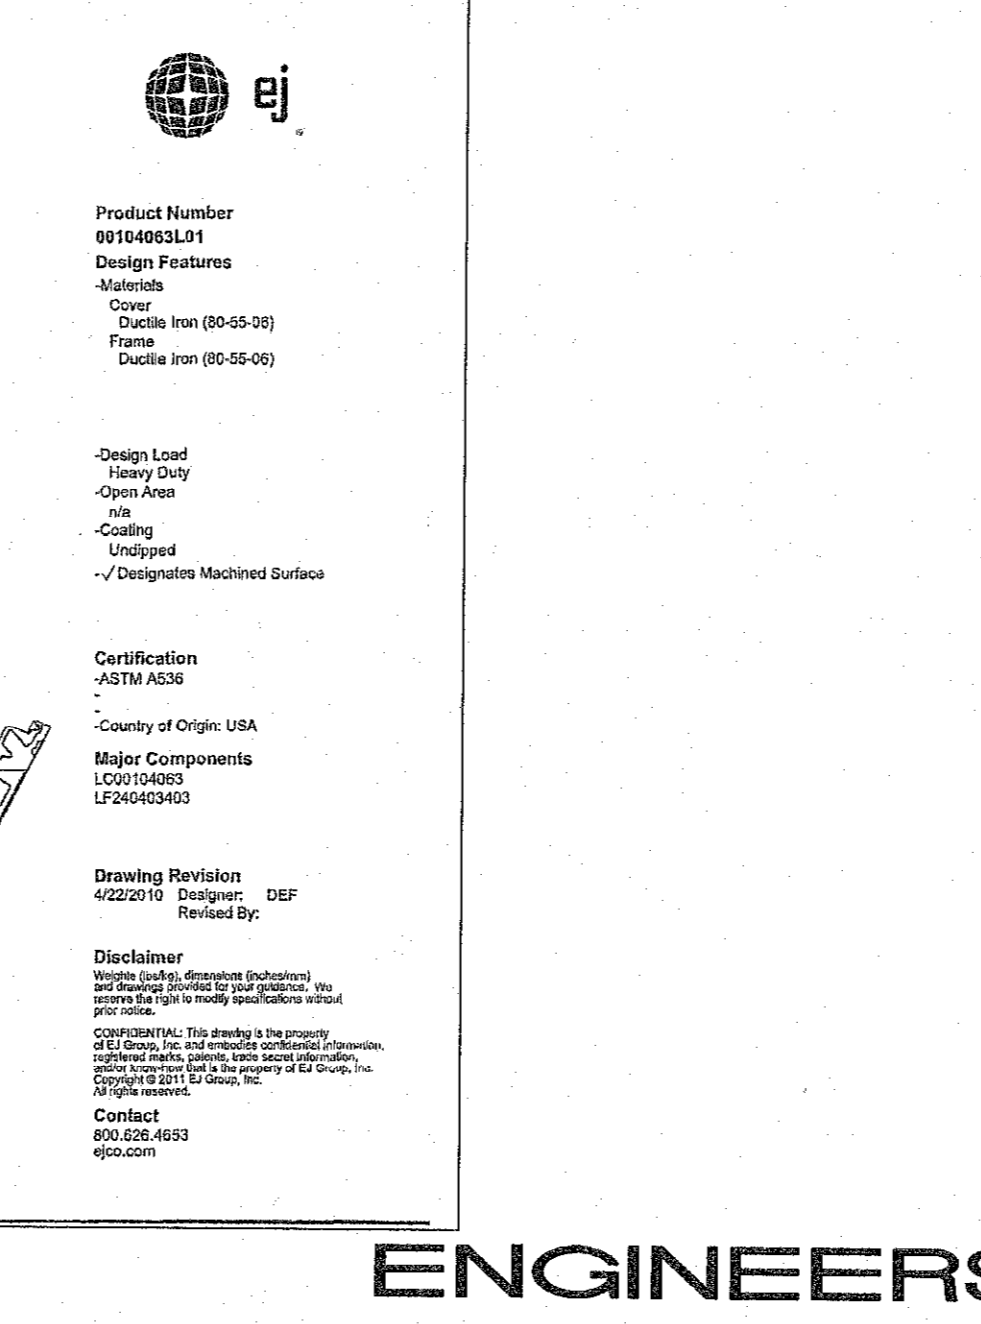 ej
Product Number
00104063L01
Design Features
-Materials
Cover
Ductile Iron (80-55-06)
Frame
Ductile Iron (80-55-06)
-Design Load
Heavy Duty
-Open Area
n/a
-Coating
Undipped
-√ Designates Machined Surface
Certification
-ASTM A536
-
-
-Country of Origin: USA
Major Components
LC00104063
LF240403403
Drawing Revision
4/22/2010 Designer: DEF
Revised By:
Disclaimer
Weights (lbs/kg), dimensions (inches/mm)
and drawings provided for your guidance. We
reserve the right to modify specifications without
prior notice.
CONFIDENTIAL: This drawing is the property
of EJ Group, Inc. and embodies confidential information,
registered marks, patents, trade secret information,
and/or know-how that is the property of EJ Group, Inc.
Copyright © 2011 EJ Group, Inc.
All rights reserved.
Contact
800.626.4653
ejco.com
ENGINEERS